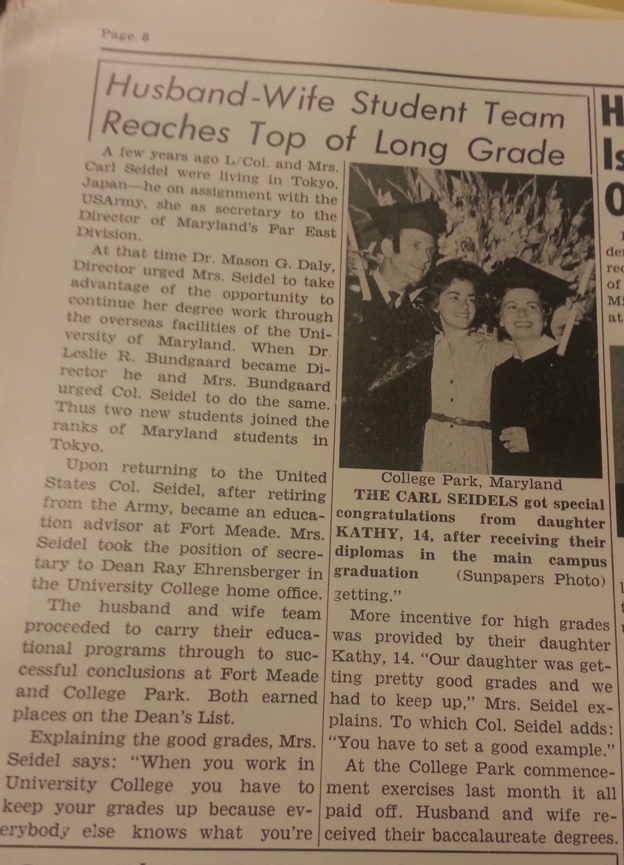 Page 8
Husband-Wife Student Team
Reaches Top of Long Grade
A few years ago L/Col. and Mrs.
Carl Seidel were living in Tokyo,
Japan—he on assignment with the
USArmy, she as secretary to the
Director of Maryland's Far East
Division.
At that time Dr. Mason G. Daly,
Director urged Mrs. Seidel to take
advantage of the opportunity to
continue her degree work through
the overseas facilities of the Uni-
versity of Maryland. When Dr.
Leslie R. Bundgaard became Di-
rector he and Mrs. Bundgaard
urged Col. Seidel to do the same.
Thus two new students joined the
ranks of Maryland students in
Tokyo.
Upon returning to the United
States Col. Seidel, after retiring
from the Army, became an educa-
tion advisor at Fort Meade. Mrs.
Seidel took the position of secre-
tary to Dean Ray Ehrensberger in
the University College home office.
The husband and wife team
proceeded to carry their educa-
tional programs through to suc-
cessful conclusions at Fort Meade
and College Park. Both earned
places on the Dean's List.
Explaining the good grades, Mrs.
Seidel says: "When you work in
University College you have to
keep your grades up because ev-
erybody else knows what you're
College Park, Maryland
THE CARL SEIDELS got special
congratulations from daughter
KATHY, 14, after receiving their
diplomas in the main campus
graduation (Sunpapers Photo)
getting."
More incentive for high grades
was provided by their daughter
Kathy, 14. "Our daughter was get-
ting pretty good grades and we
had to keep up," Mrs. Seidel ex-
plains. To which Col. Seidel adds:
"You have to set a good example."
At the College Park commence-
ment exercises last month it all
paid off. Husband and wife re-
ceived their baccalaureate degrees.
H
Is
O
of
at